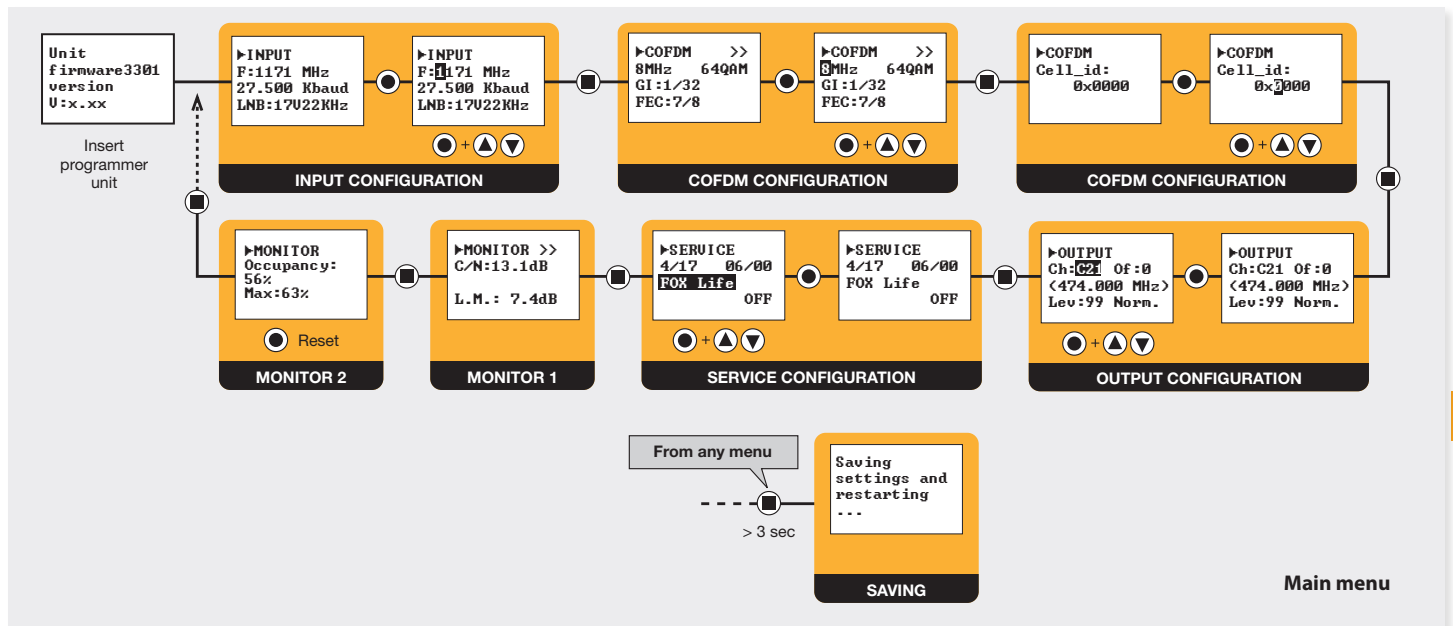 Unit
firmware3301
version
V:x.xx
Insert
programmer
unit
►INPUT
F:1171 MHz
27.500 Kbaud
LNB:17V22KHz
►INPUT
F:1171 MHz
27.500 Kbaud
LNB:17V22KHz
+
INPUT CONFIGURATION
►COFDM >>
8MHz 64QAM
GI:1/32
FEC:7/8
►COFDM >>
8MHz 64QAM
GI:1/32
FEC:7/8
+
COFDM CONFIGURATION
►COFDM
Cell_id:
0x0000
►COFDM
Cell_id:
0x0000
+
COFDM CONFIGURATION
►MONITOR
Occupancy:
56%
Max:63%
Reset
MONITOR 2
►MONITOR >>
C/N:13.1dB
L.M.: 7.4dB
MONITOR 1
►SERVICE
4/17 06/00
FOX Life
OFF
►SERVICE
4/17 06/00
FOX Life
OFF
+
SERVICE CONFIGURATION
►OUTPUT
Ch:C21 Of:0
(474.000 MHz)
Lev:99 Norm.
►OUTPUT
Ch:C21 Of:0
(474.000 MHz)
Lev:99 Norm.
+
OUTPUT CONFIGURATION
From any menu
> 3 sec
Saving
settings and
restarting
...
SAVING
Main menu